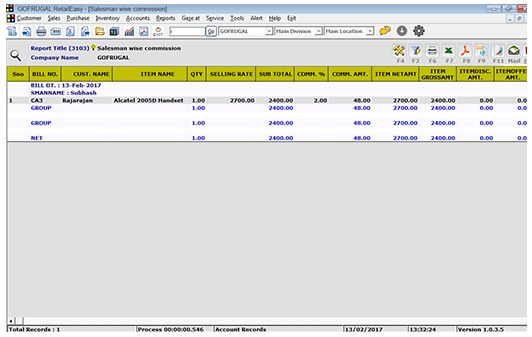 GOFRUGAL RetailEasy - [Salesman wise commission]
Customer Sales Purchase Inventory Accounts Reports Gaze at Service Tools Alert Help Exit
Go GOFRUGAL Main Division Main Location
Report Title (3103) Salesman wise commission
Company Name GOFRUGAL
F4 F2 F6 F7 F8 F9 F11 Mail
Sno BILL NO. CUST. NAME ITEM NAME QTY SELLING RATE SUB TOTAL COMM. % COMM. AMT. ITEM NETAMT ITEM GROSSAMT ITEMDISC. AMT. ITEMOFFE AMT.
BILL DT. : 13-Feb-2017
SMANNAME : Subhash
1 CA3 Rajarajan Alcatel 2005D Handset 1.00 2700.00 2400.00 2.00 48.00 2700.00 2400.00 0.00 0.0
GROUP 1.00 2400.00 48.00 2700.00 2400.00 0.00 0.0
GROUP 1.00 2400.00 48.00 2700.00 2400.00 0.00 0.0
NET 1.00 2400.00 48.00 2700.00 2400.00 0.00 0.0
Total Records : 1 Process 00:00:00.546 Account Records 13/02/2017 13:32:24 Version 1.0.3.5